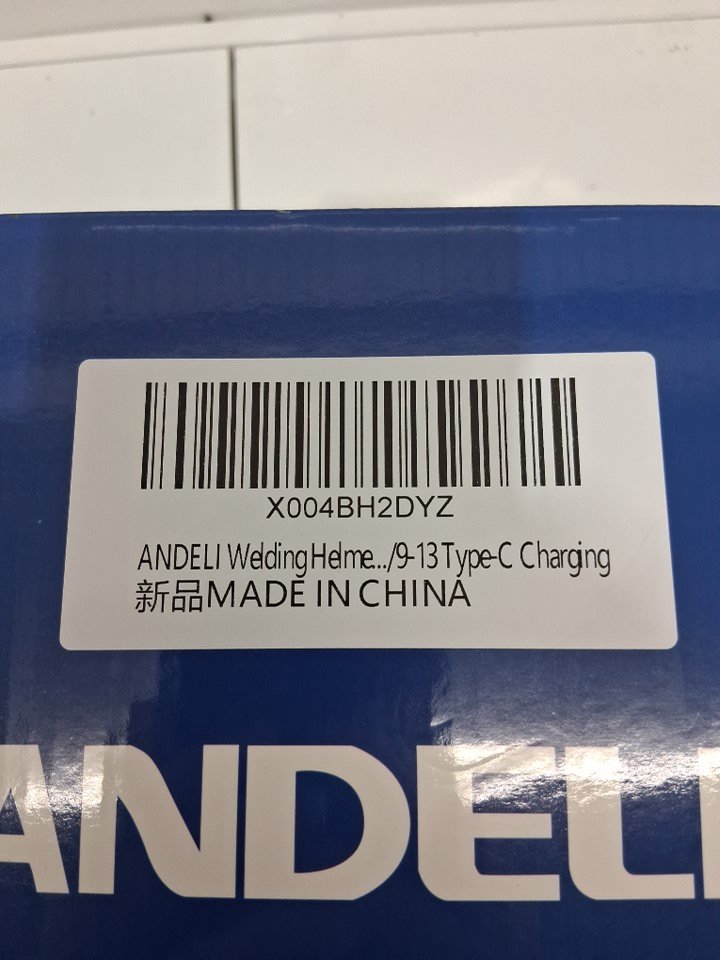 X004BH2DYZ
ANDELI Welding Helme.../9-13 Type-C Charging
新品MADE IN CHINA
ANDELI